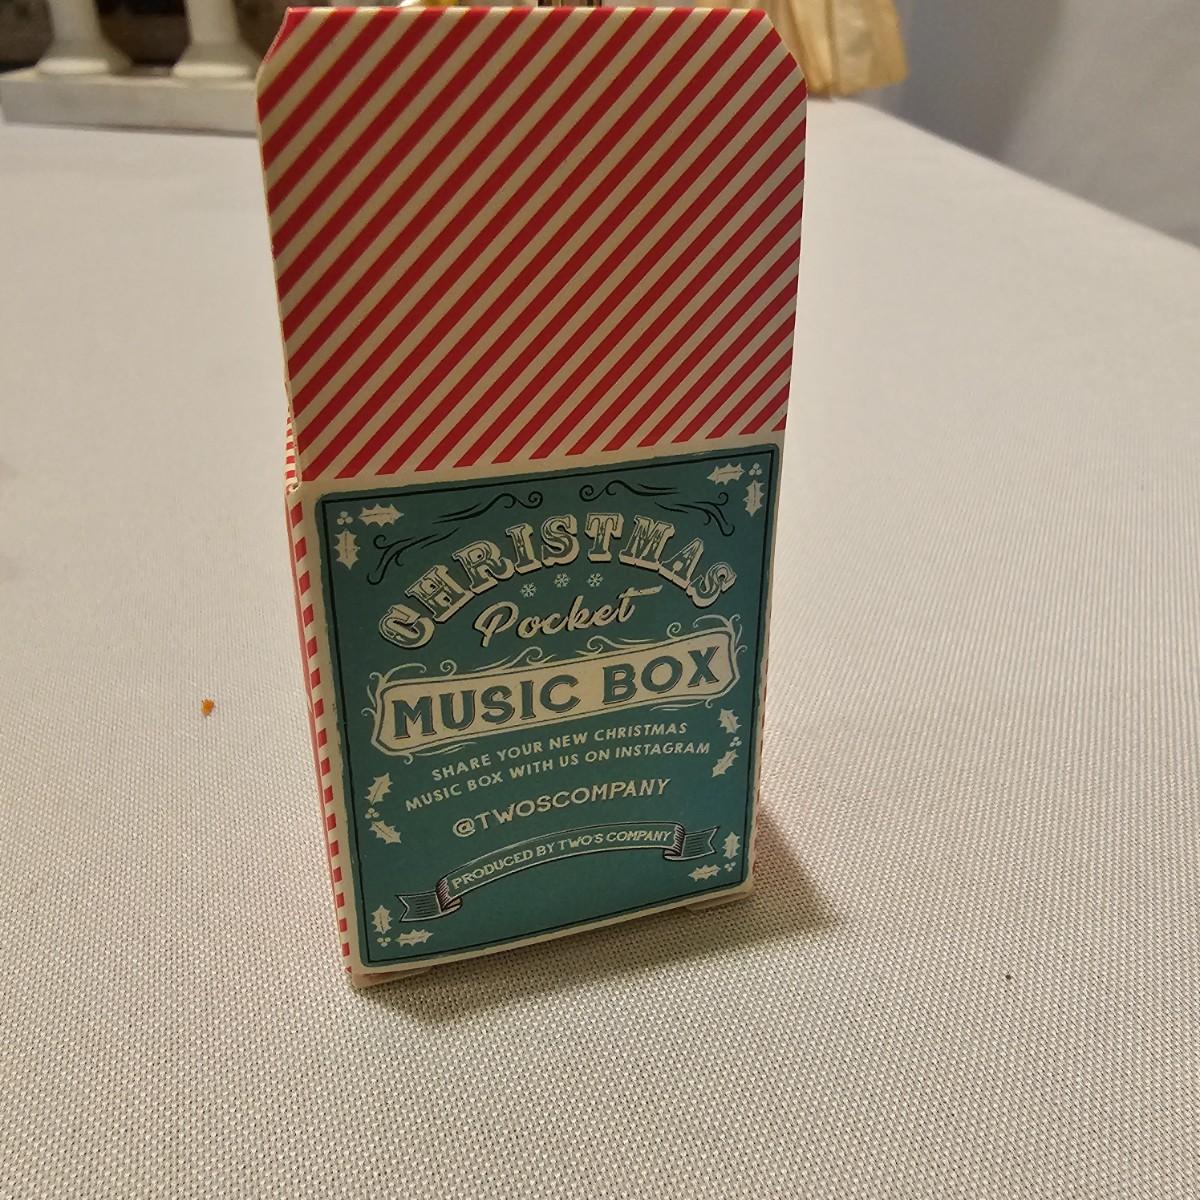 CHRISTMAS
Pocket
MUSIC BOX
SHARE YOUR NEW CHRISTMAS
MUSIC BOX WITH US ON INSTAGRAM
@TWOSCOMPANY
PRODUCED BY TWO'S COMPANY